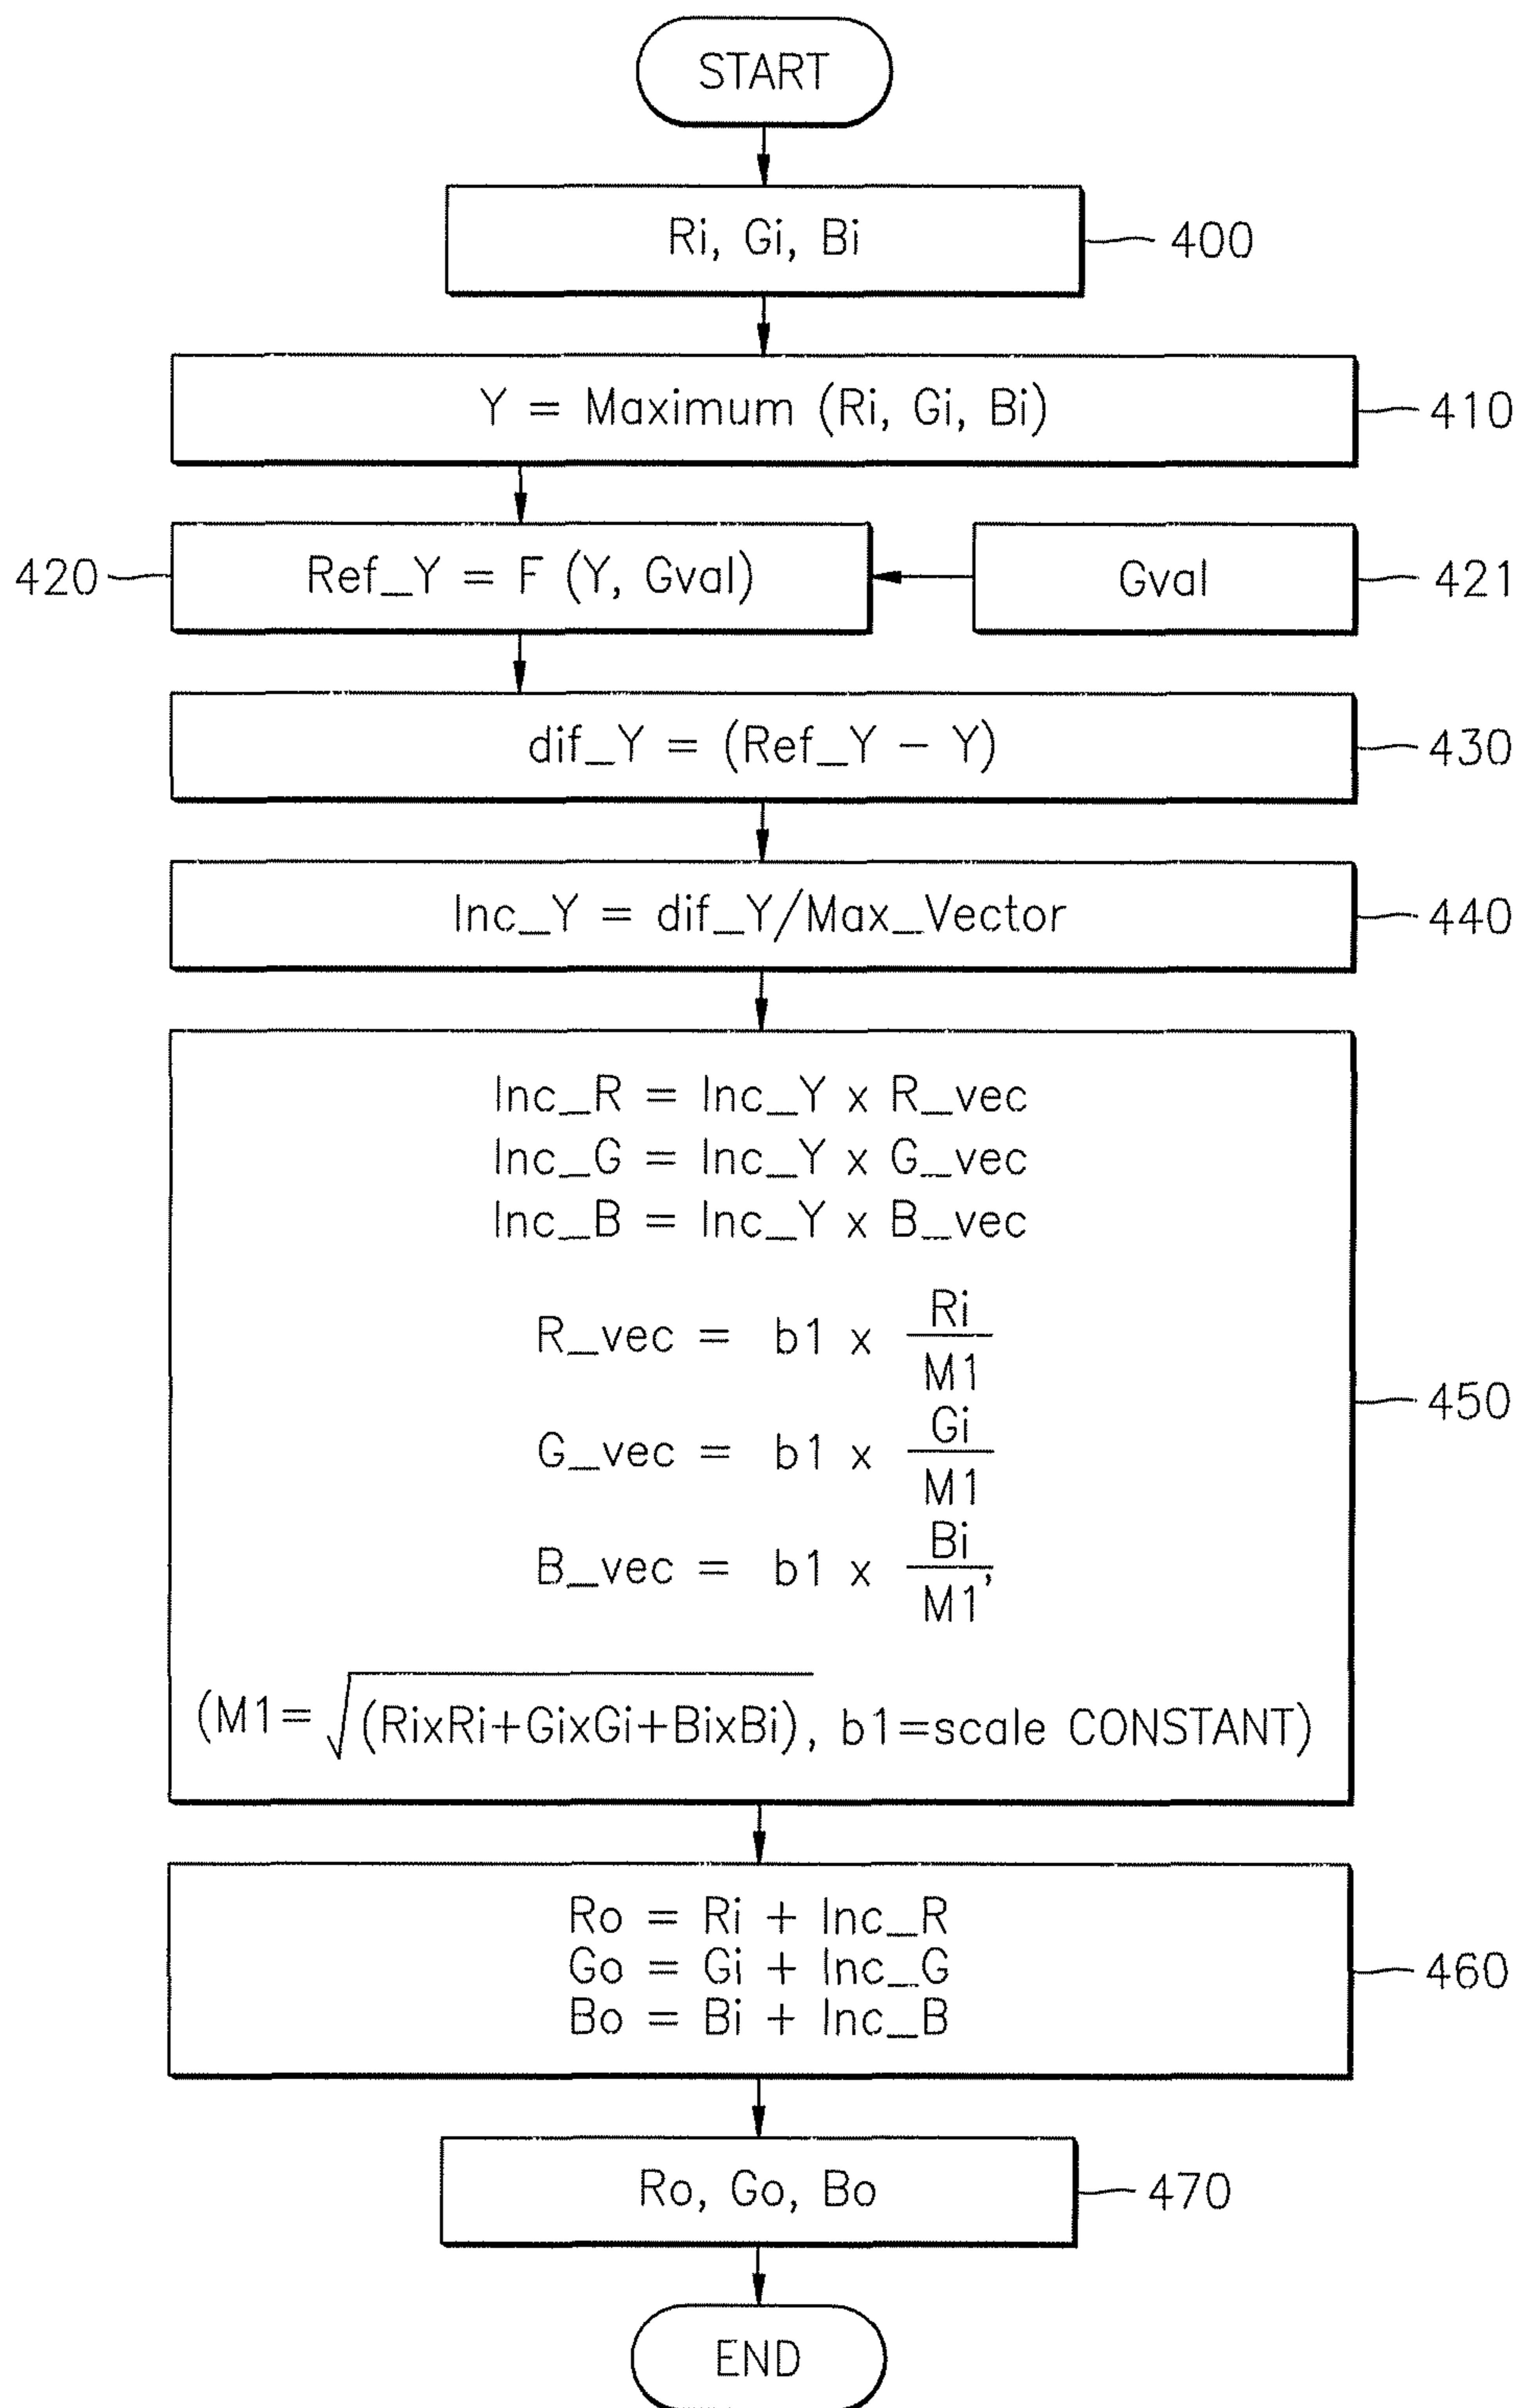 START
Ri, Gi, Bi
400
Y = Maximum (Ri, Gi, Bi)
410
420
Ref_Y = F (Y, Gval)
Gval
421
dif_Y = (Ref_Y - Y)
430
Inc_Y = dif_Y/Max_Vector
440
Inc_R = Inc_Y x R_vec
Inc_G = Inc_Y x G_vec
Inc_B = Inc_Y x B_vec
R_vec = b1 x Ri/M1
G_vec = b1 x Gi/M1
B_vec = b1 x Bi/M1,
450
(M1=√(RixRi+GixGi+BixBi), b1=scale CONSTANT)
Ro = Ri + Inc_R
Go = Gi + Inc_G
Bo = Bi + Inc_B
460
Ro, Go, Bo
470
END